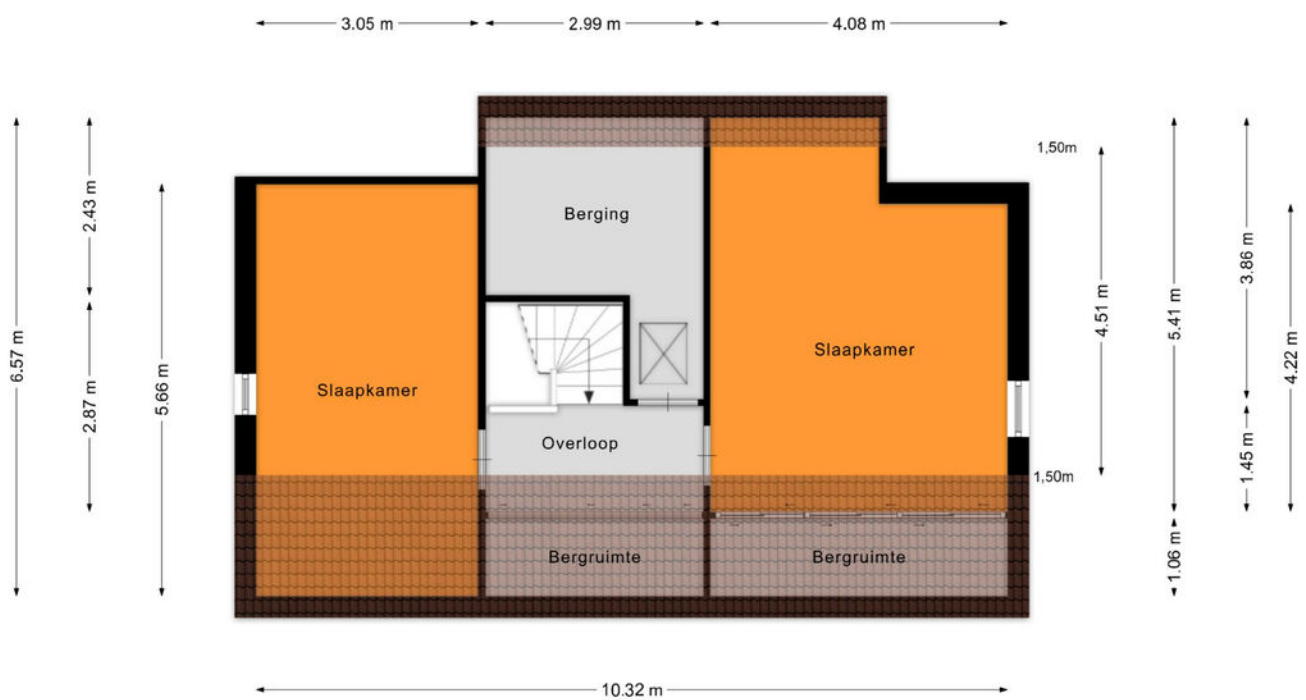 3.05 m
2.99 m
4.08 m
1,50m
2.43 m
Berging
3.86 m
6.57 m
5.66 m
2.87 m
4.51 m
5.41 m
4.22 m
Slaapkamer
Slaapkamer
Overloop
1.45 m
1,50m
Bergruimte
Bergruimte
1.06 m
10.32 m